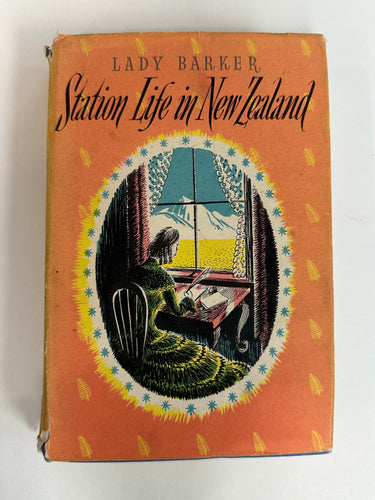 LADY BARKER
Station Life in New Zealand